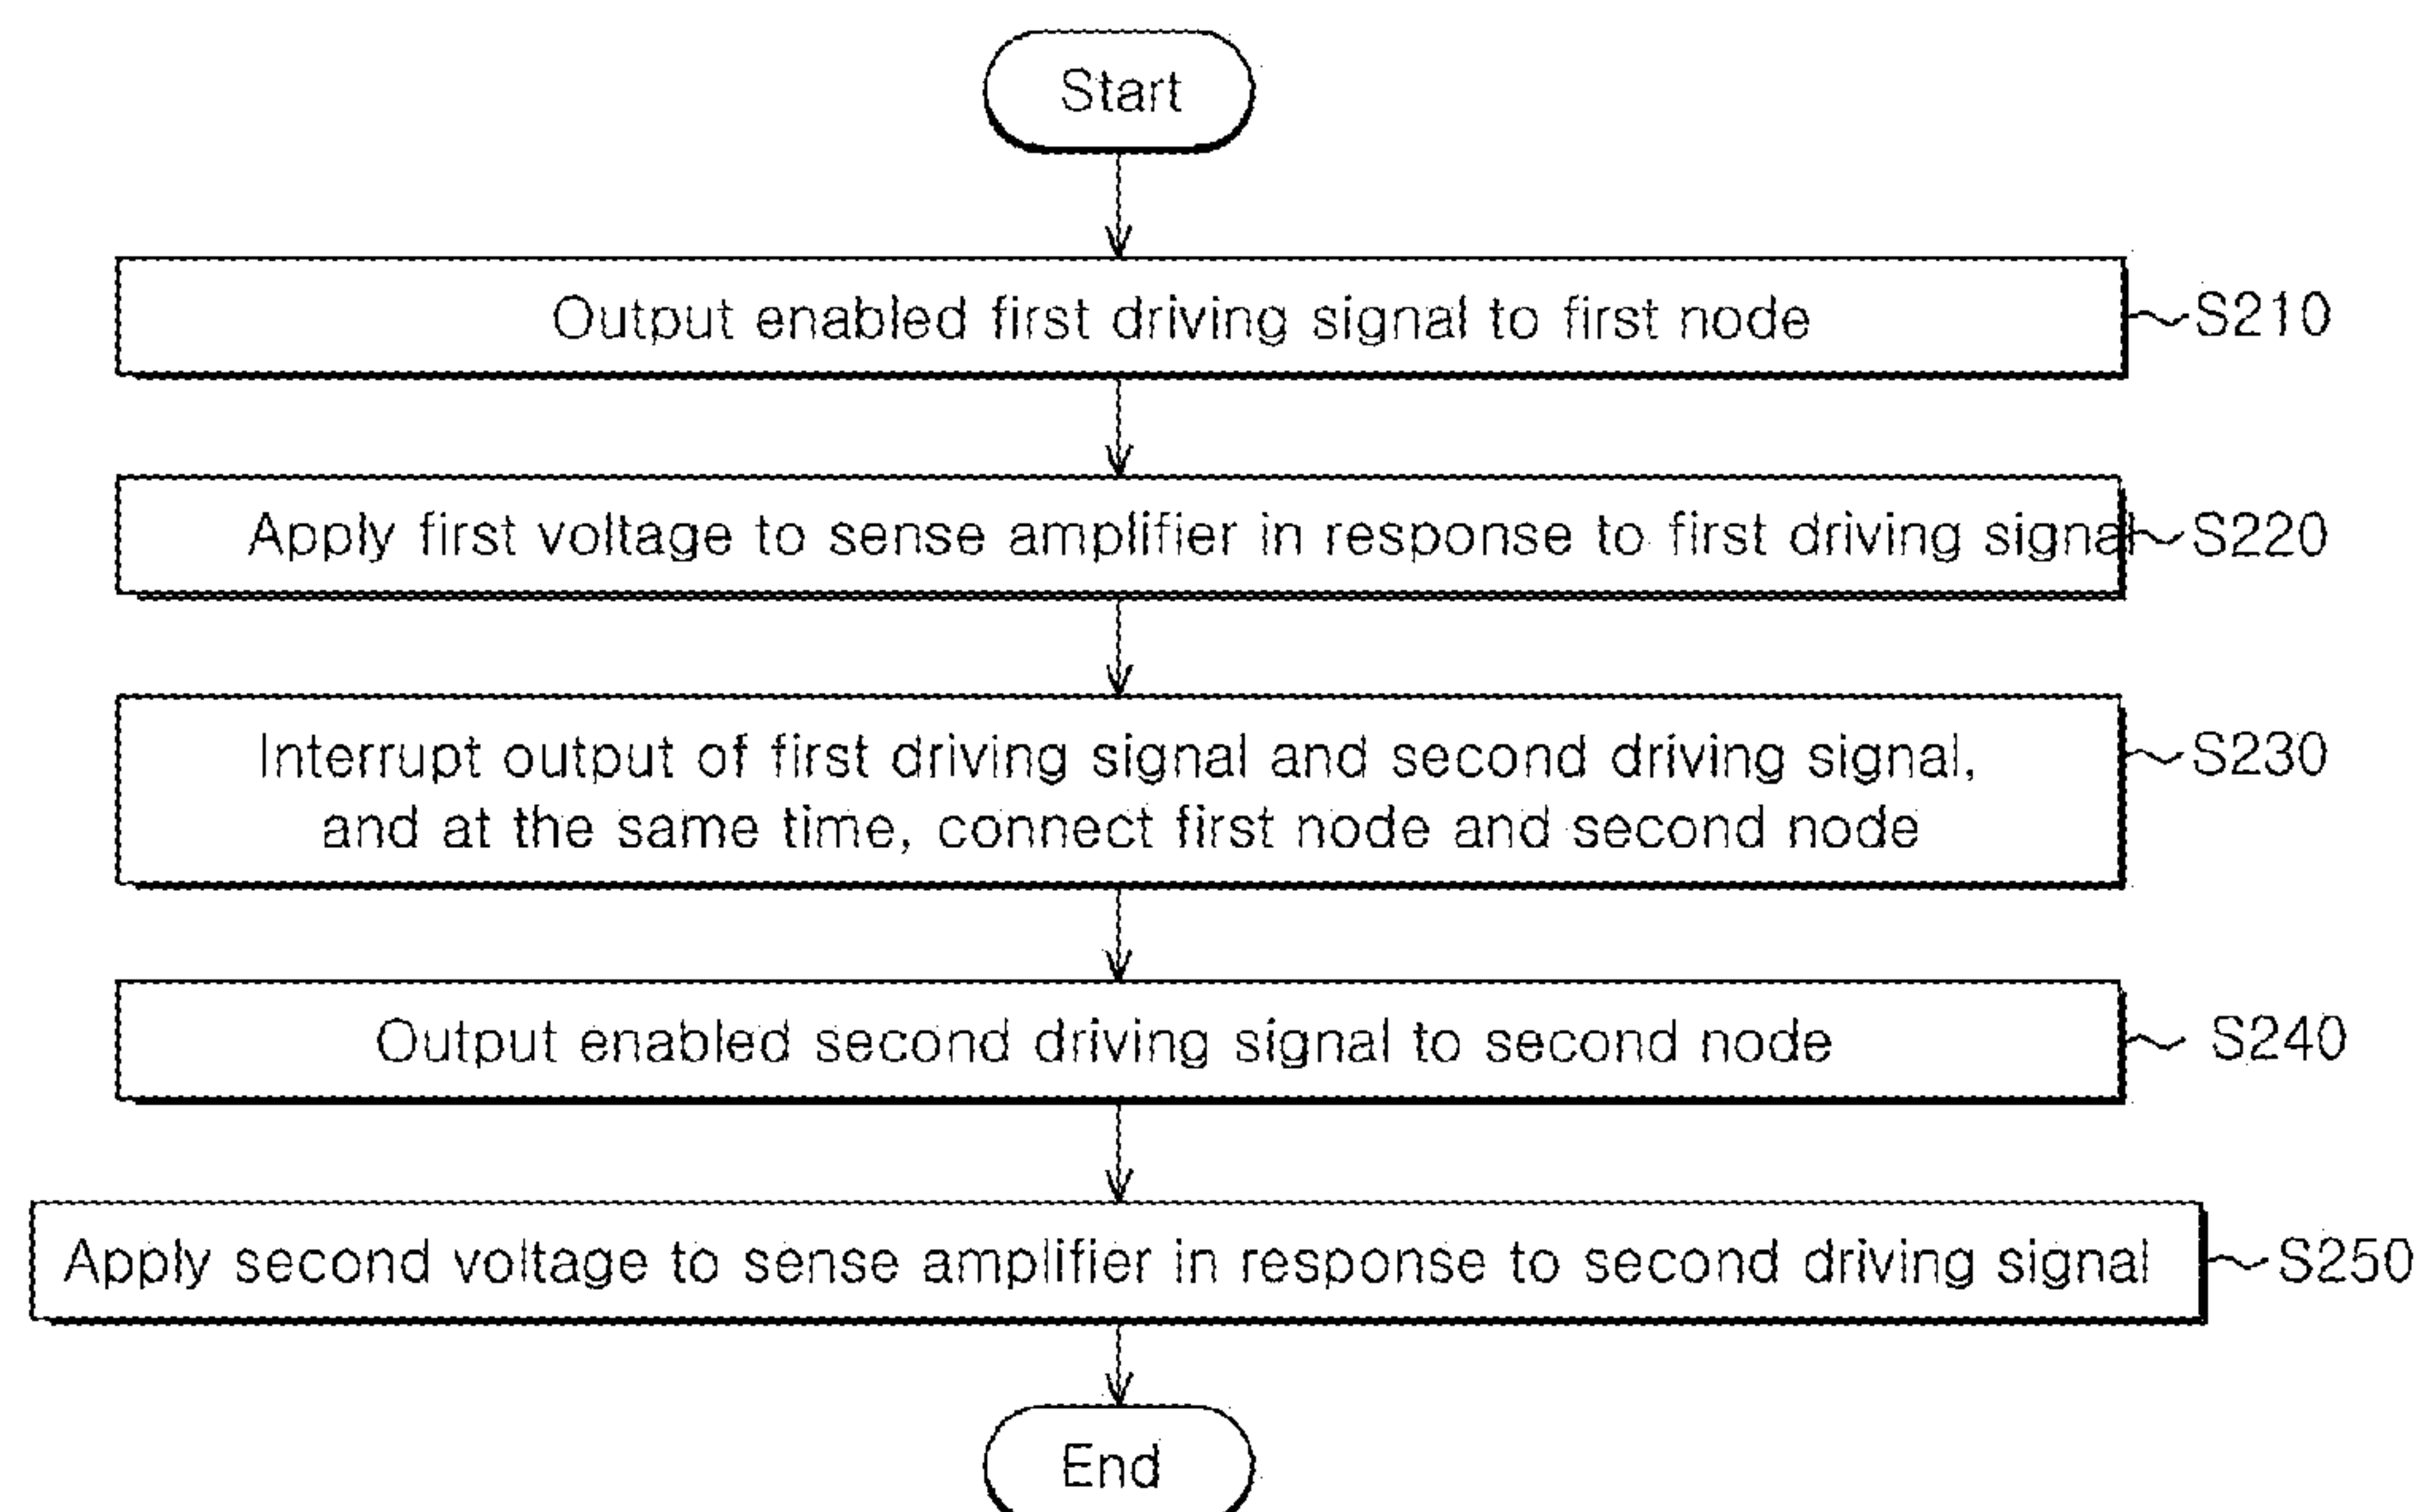 Start
Output enabled first driving signal to first node
S210
Apply first voltage to sense amplifier in response to first driving signal
S220
Interrupt output of first driving signal and second driving signal,
and at the same time, connect first node and second node
S230
Output enabled second driving signal to second node
S240
Apply second voltage to sense amplifier in response to second driving signal
S250
End